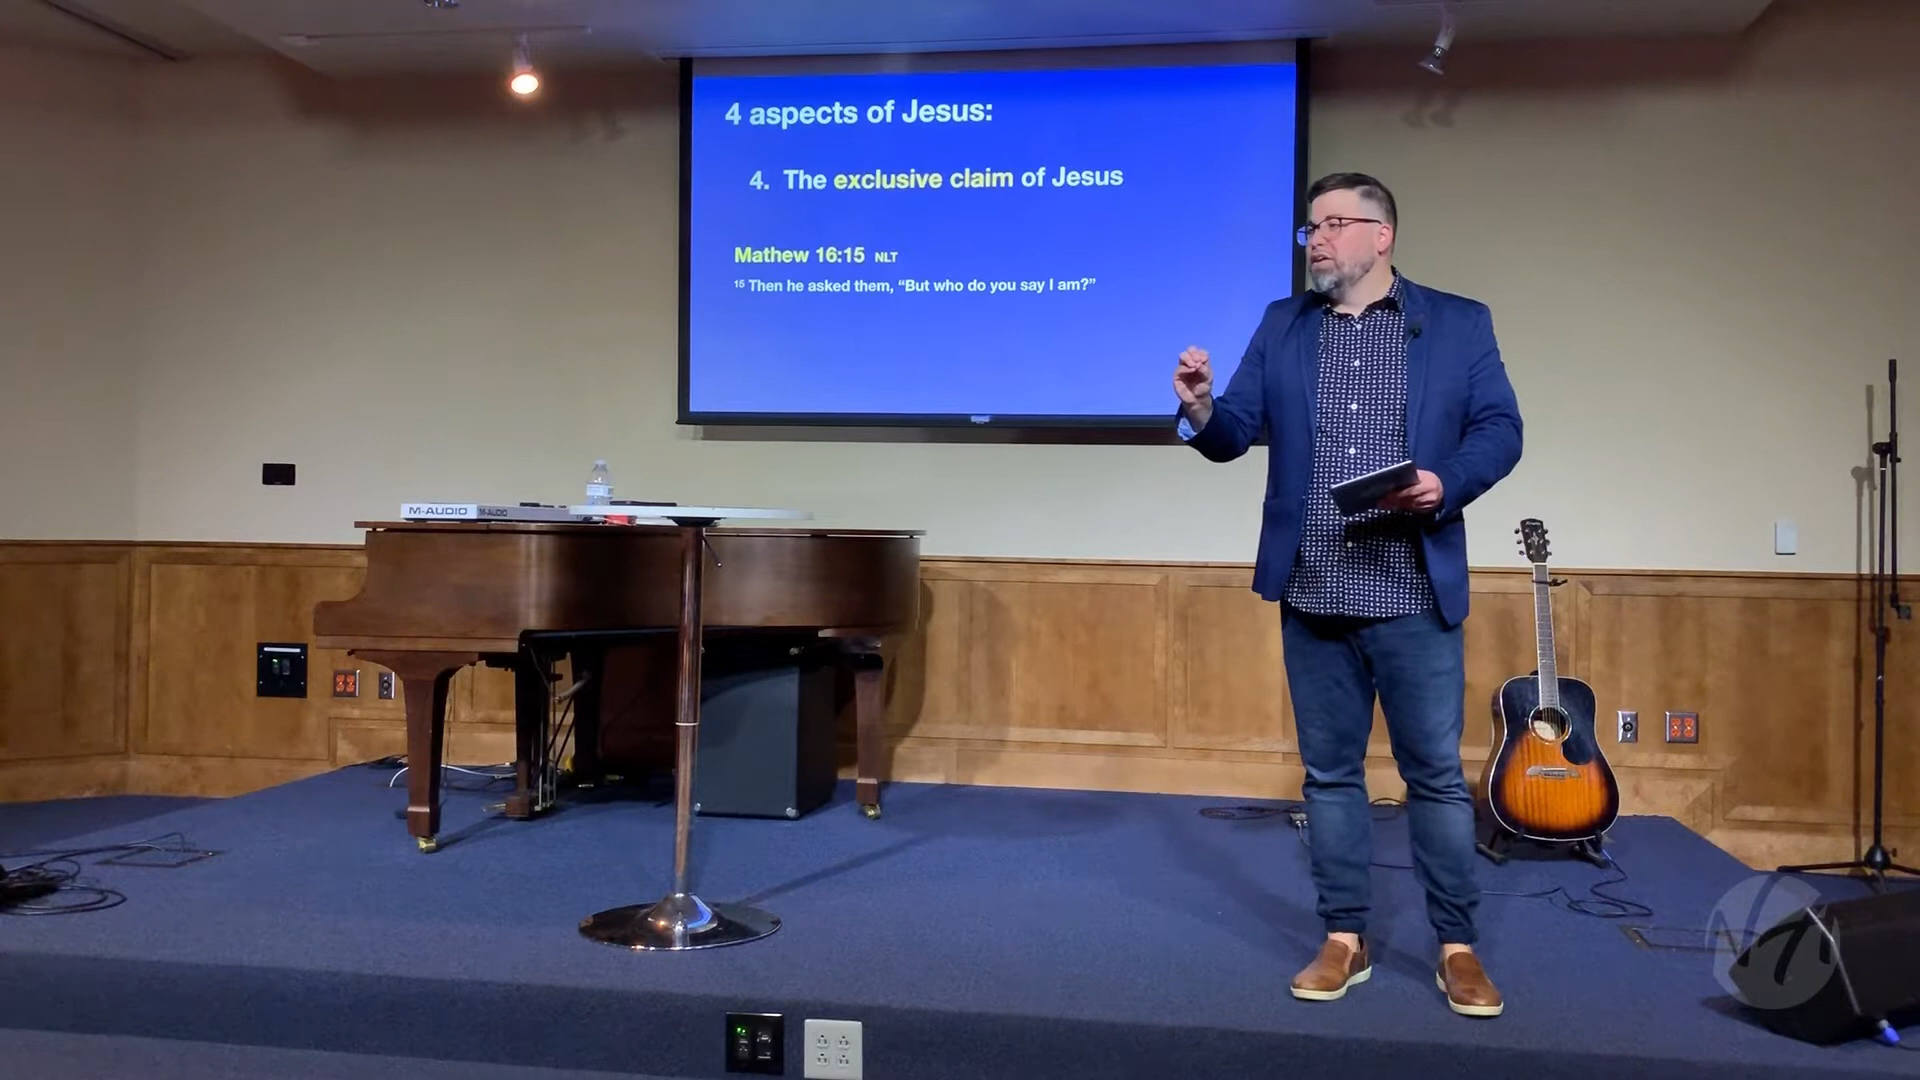 4 aspects of Jesus:
4. The exclusive claim of Jesus
Mathew 16:15 NLT
15 Then he asked them, “But who do you say I am?”
M-AUDIO M-AUDIO